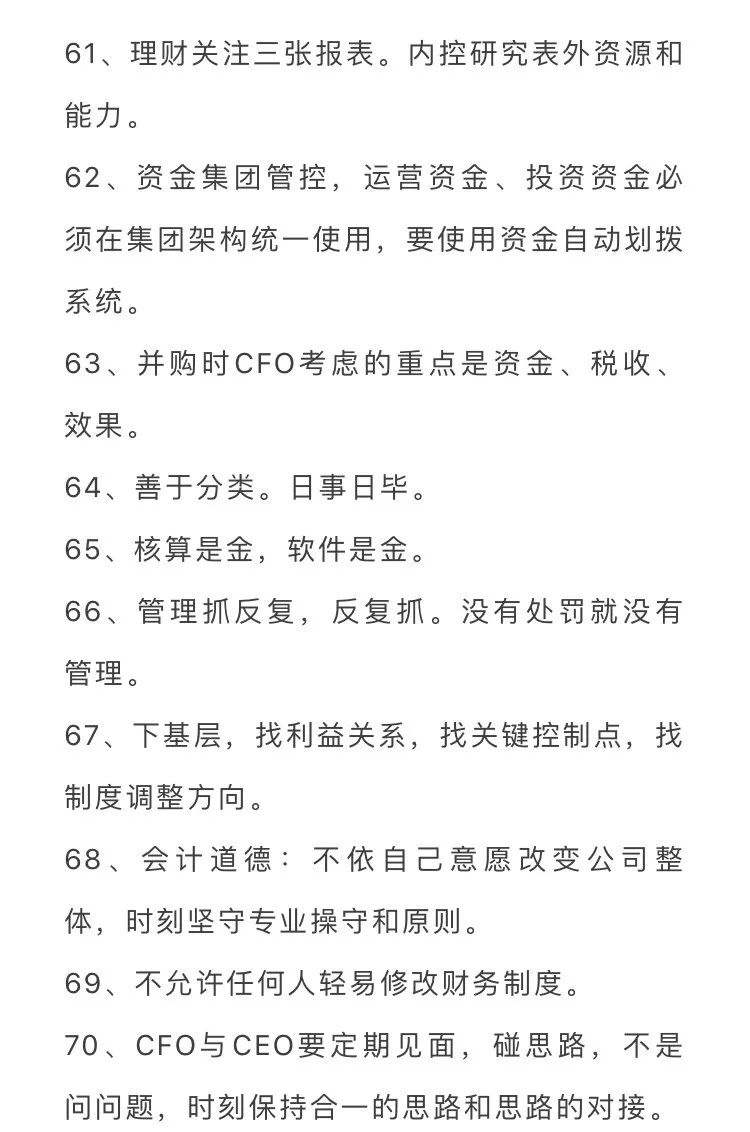 61、理财关注三张报表。内控研究表外资源和
能力。
62、资金集团管控，运营资金、投资资金必
须在集团架构统一使用，要使用资金自动划拨
系统。
63、并购时CFO考虑的重点是资金、税收、
效果。
64、善于分类。日事日毕。
65、核算是金，软件是金。
66、管理抓反复，反复抓。没有处罚就没有
管理。
67、下基层，找利益关系，找关键控制点，找
制度调整方向。
68、会计道德：不依自己意愿改变公司整
体，时刻坚守专业操守和原则。
69、不允许任何人轻易修改财务制度。
70、CFO与CEO要定期见面，碰思路，不是
问问题，时刻保持合一的思路和思路的对接。